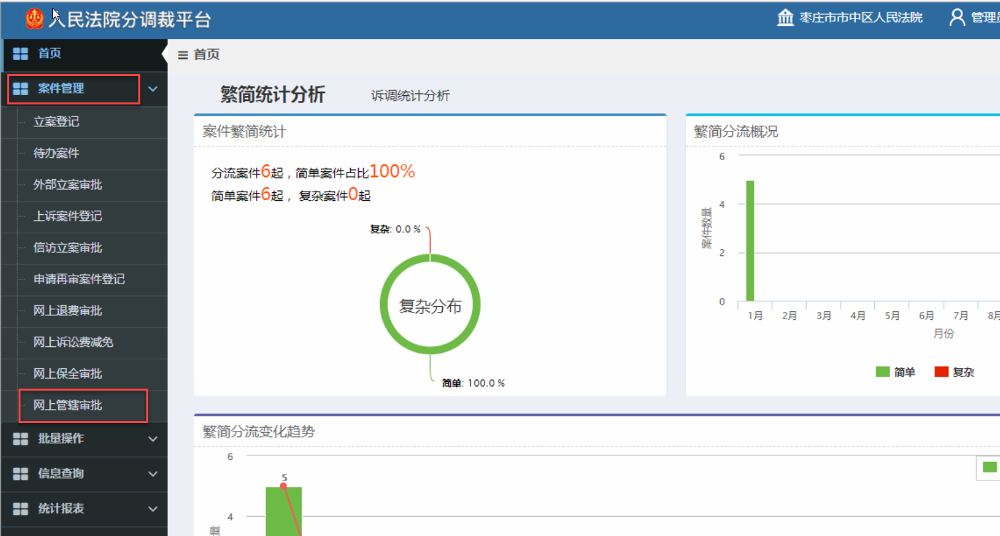 人民法院分调裁平台
枣庄市市中区人民法院
管理员
首页
案件管理
立案登记
待办案件
外部立案审批
上诉案件登记
信访立案审批
申请再审案件登记
网上退费审批
网上诉讼费减免
网上保全审批
网上管辖审批
批量操作
信息查询
统计报表
首页
繁简统计分析
诉调统计分析
案件繁简统计
分流案件6起，简单案件占比100%
简单案件6起， 复杂案件0起
复杂: 0.0 %
复杂分布
简单: 100.0 %
繁简分流概况
6
4
2
0
案件数量
1月 2月 3月 4月 5月 6月 7月 8月
月份
简单 复杂
繁简分流变化趋势
6
5
4
量